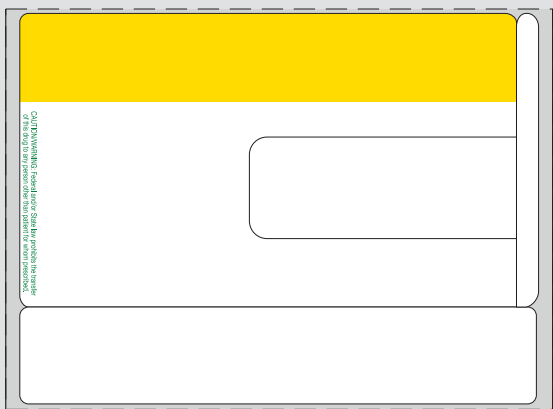 CAUTION/WARNING: Federal and/or State law prohibits the transfer
of this drug to any person other than patient for whom prescribed.